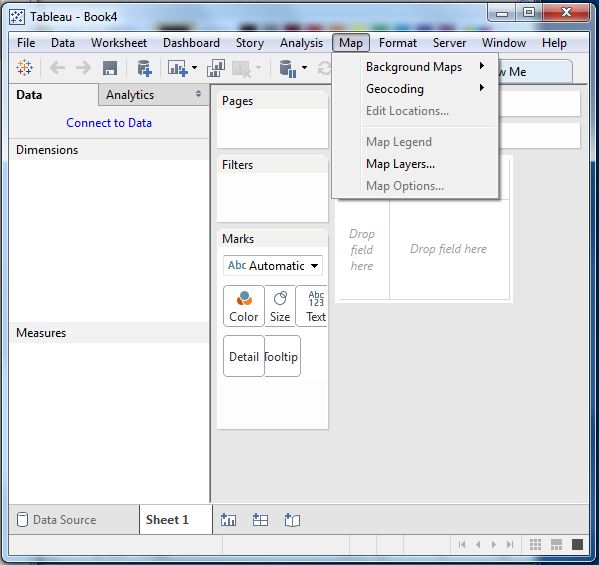 Tableau - Book4
File Data Worksheet Dashboard Story Analysis Map Format Server Window Help
Background Maps
Geocoding
Edit Locations...
Map Legend
Map Layers...
Map Options...
Me
Data Analytics
Connect to Data
Dimensions
Measures
Pages
Filters
Marks
Abc Automatic
Color Size Abc 123 Text
Detail Tooltip
Drop field here
Drop field here
Data Source Sheet 1